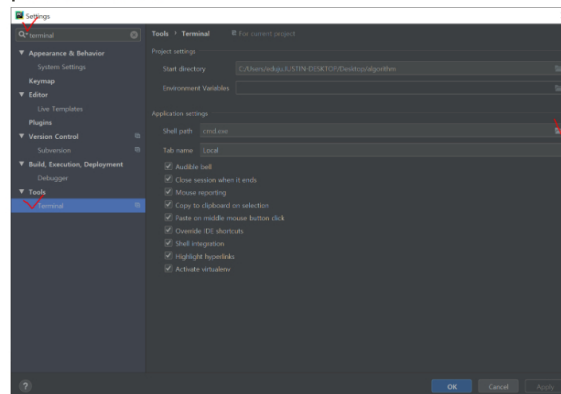 Settings
terminal
Tools › Terminal
For current project
Appearance & Behavior
System Settings
Keymap
Editor
Live Templates
Plugins
Version Control
Subversion
Build, Execution, Deployment
Debugger
Tools
Terminal
Project settings
Start directory
Environment Variables
Application settings
Shell path cmd.exe
Tab name Local
Audible bell
Close session when it ends
Mouse reporting
Copy to clipboard on selection
Paste on middle mouse button click
Override IDE shortcuts
Shell integration
Highlight hyperlinks
Activate virtualenv
?
OK Cancel Apply